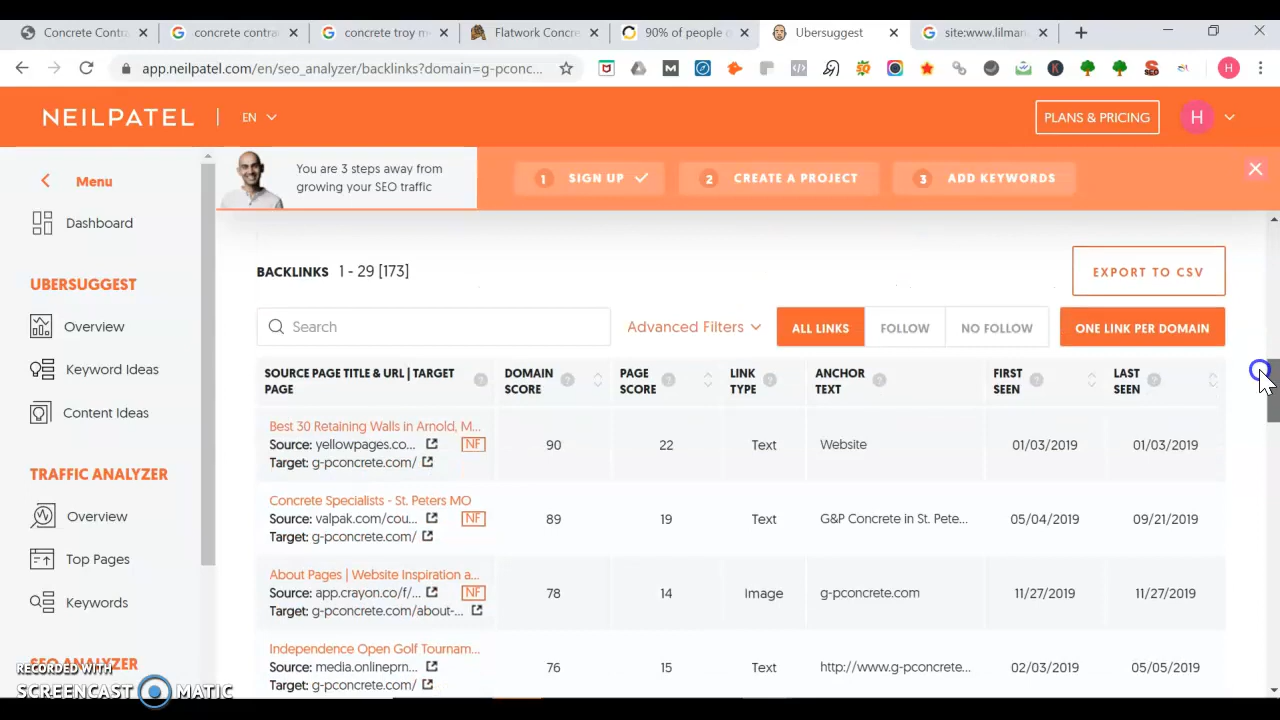 Concrete Contra
concrete contrac
concrete troy m
Flatwork Concre
90% of people o
Ubersuggest
site:www.lilmar
app.neilpatel.com/en/seo_analyzer/backlinks?domain=g-pconc...
H
NEILPATEL
EN
PLANS & PRICING
H
Menu
You are 3 steps away from
growing your SEO traffic
1 SIGN UP
2 CREATE A PROJECT
3 ADD KEYWORDS
Dashboard
UBERSUGGEST
Overview
Keyword Ideas
Content Ideas
TRAFFIC ANALYZER
Overview
Top Pages
Keywords
SEO ANALYZER
BACKLINKS 1 - 29 [173]
EXPORT TO CSV
Search
Advanced Filters
ALL LINKS
FOLLOW
NO FOLLOW
ONE LINK PER DOMAIN
SOURCE PAGE TITLE & URL | TARGET
PAGE
DOMAIN
SCORE
PAGE
SCORE
LINK
TYPE
ANCHOR
TEXT
FIRST
SEEN
LAST
SEEN
Best 30 Retaining Walls in Arnold, M...
Source: yellowpages.co... NF
Target: g-pconcrete.com/
90
22
Text
Website
01/03/2019
01/03/2019
Concrete Specialists - St. Peters MO
Source: valpak.com/cou... NF
Target: g-pconcrete.com/
89
19
Text
G&P Concrete in St. Pete...
05/04/2019
09/21/2019
About Pages | Website Inspiration a...
Source: app.crayon.co/f/... NF
Target: g-pconcrete.com/about-...
78
14
Image
g-pconcrete.com
11/27/2019
11/27/2019
Independence Open Golf Tournam...
Source: media.onlineprn...
Target: g-pconcrete.com/
76
15
Text
http://www.g-pconcrete...
02/03/2019
05/05/2019
RECORDED WITH
SCREENCAST MATIC